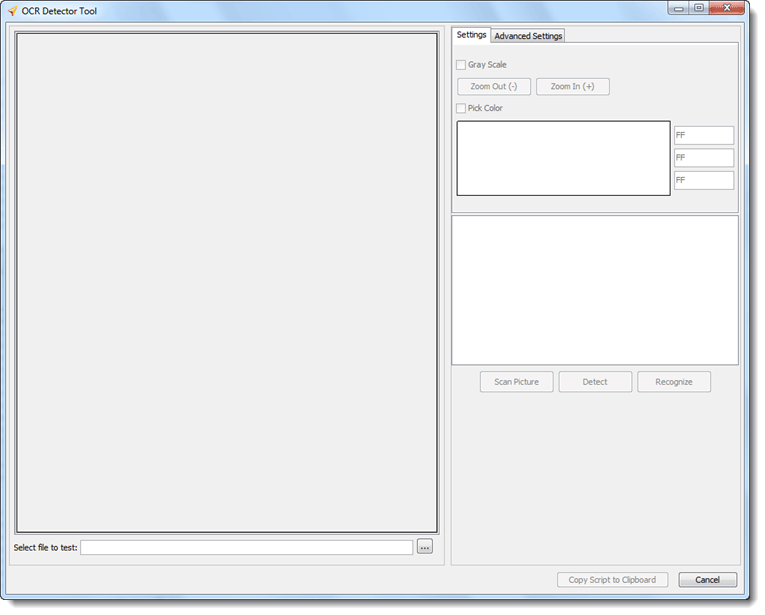 OCR Detector Tool
Settings
Advanced Settings
Gray Scale
Zoom Out (-)
Zoom In (+)
Pick Color
FF
FF
FF
Scan Picture
Detect
Recognize
Select file to test:
...
Copy Script to Clipboard
Cancel